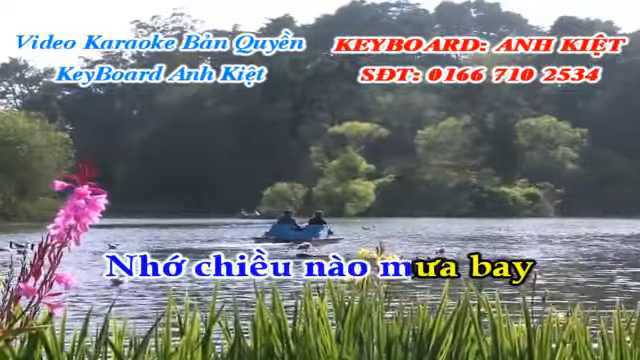 Video Karaoke Bản Quyền
KeyBoard Anh Kiệt
KEYBOARD: ANH KIỆT
SĐT: 0166 710 2534
Nhớ chiều nào mưa bay